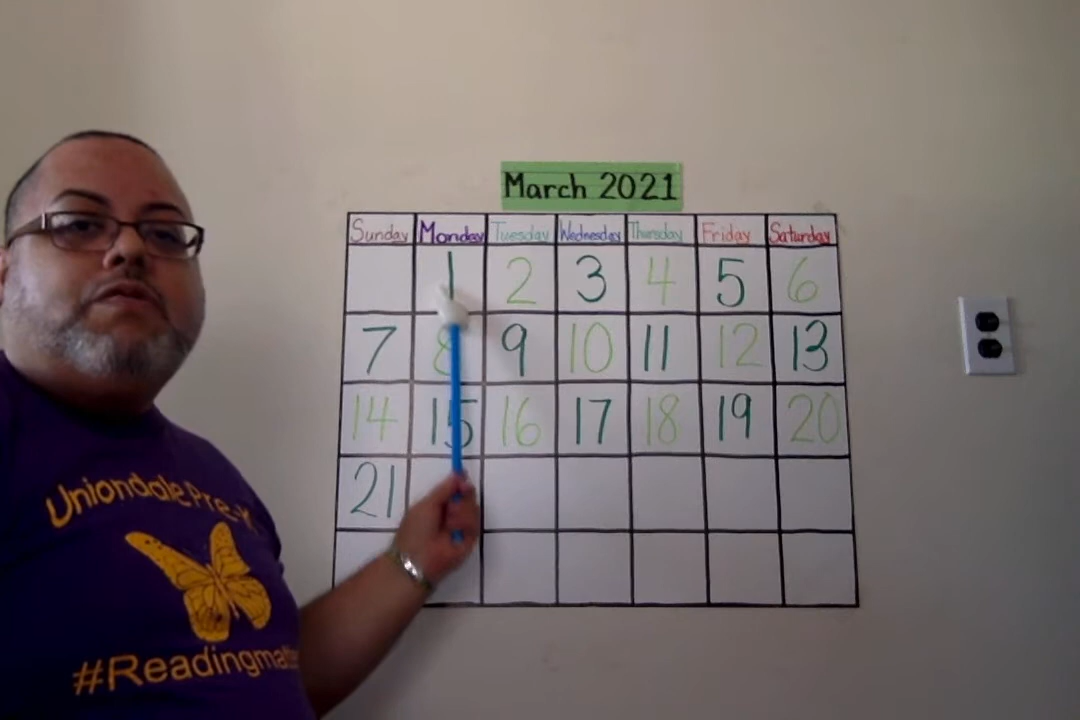 March 2021
Sunday Monday Tuesday Wednesday Thursday Friday Saturday
1 2 3 4 5 6
7 8 9 10 11 12 13
14 15 16 17 18 19 20
21
Uniondale Pre-K
#Readingmatte